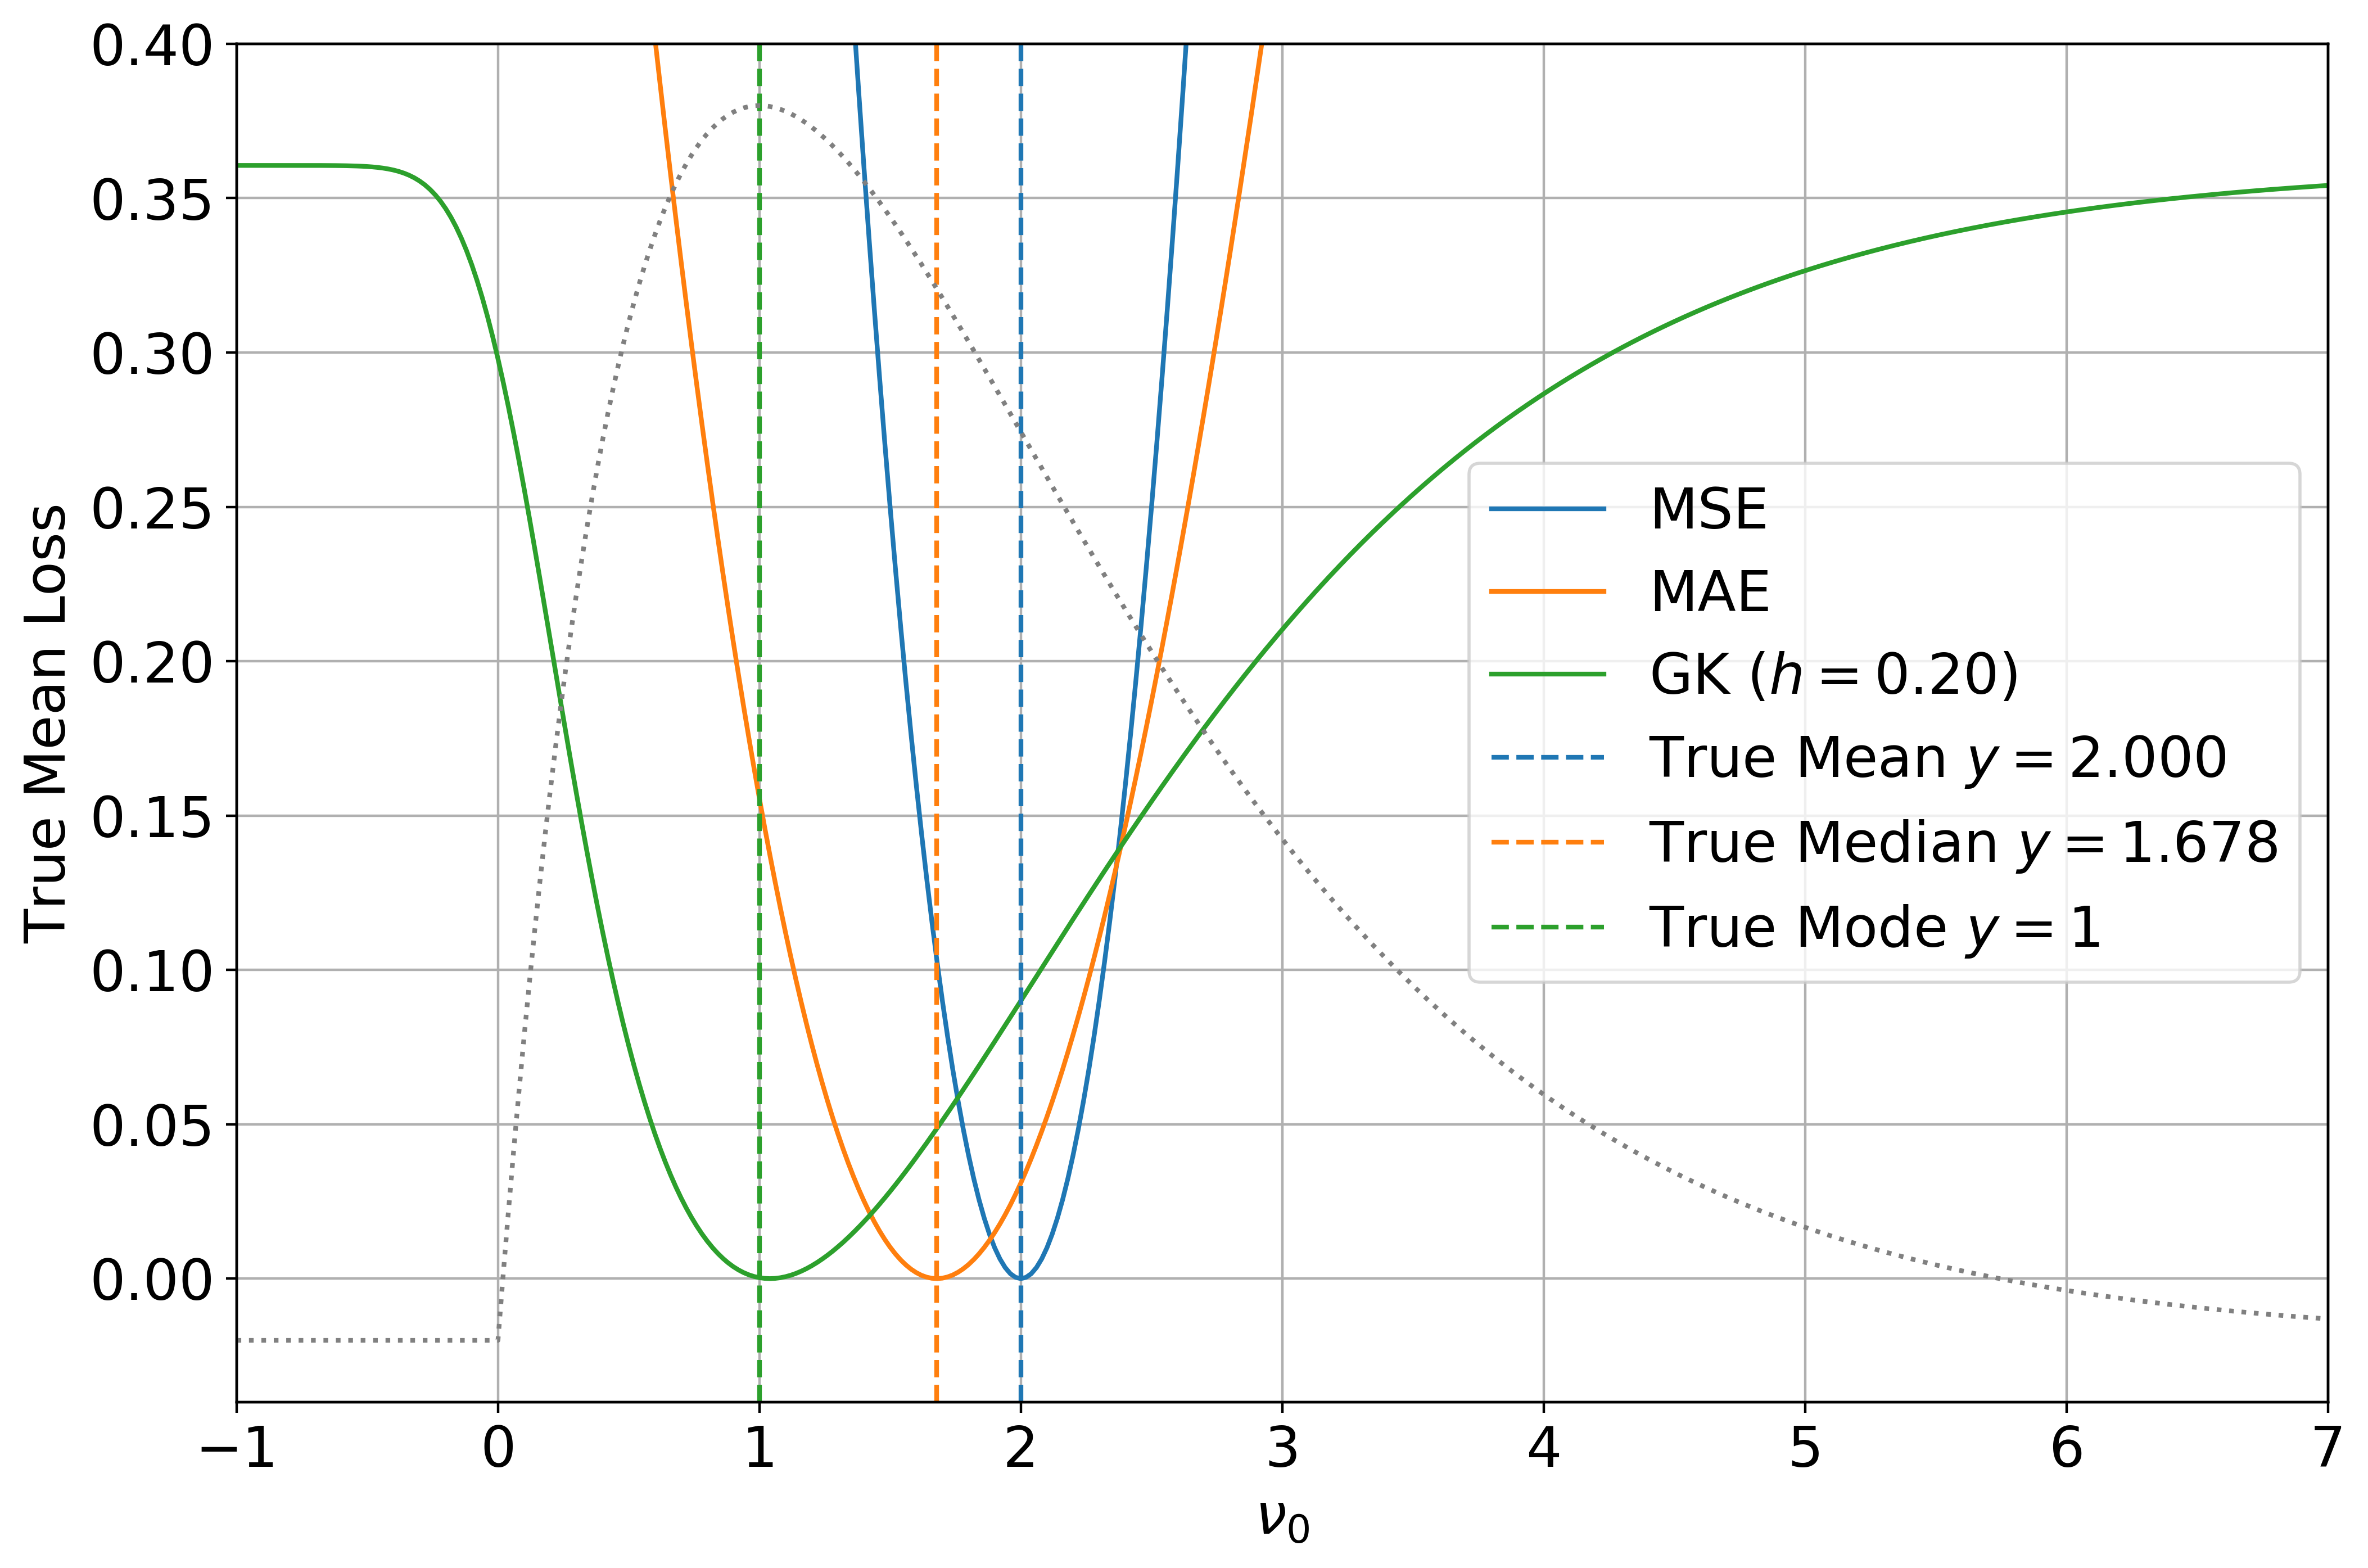 0.40
0.35
0.30
0.25
0.20
0.15
0.10
0.05
0.00
True Mean Loss
MSE
MAE
GK (h = 0.20)
True Mean y = 2.000
True Median y = 1.678
True Mode y = 1
−1 0 1 2 3 4 5 6 7
ν₀